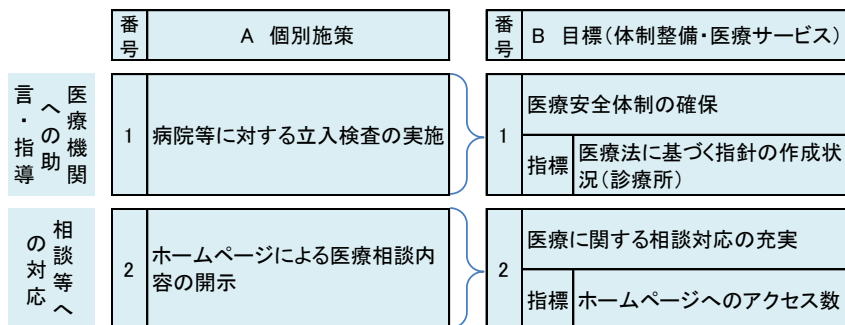 番号
A 個別施策
番号
B 目標(体制整備・医療サービス)
医療機関
への助
言・指導
1
病院等に対する立入検査の実施
1
医療安全体制の確保
指標
医療法に基づく指針の作成状
況(診療所)
相談等へ
の対応
2
ホームページによる医療相談内
容の開示
2
医療に関する相談対応の充実
指標
ホームページへのアクセス数